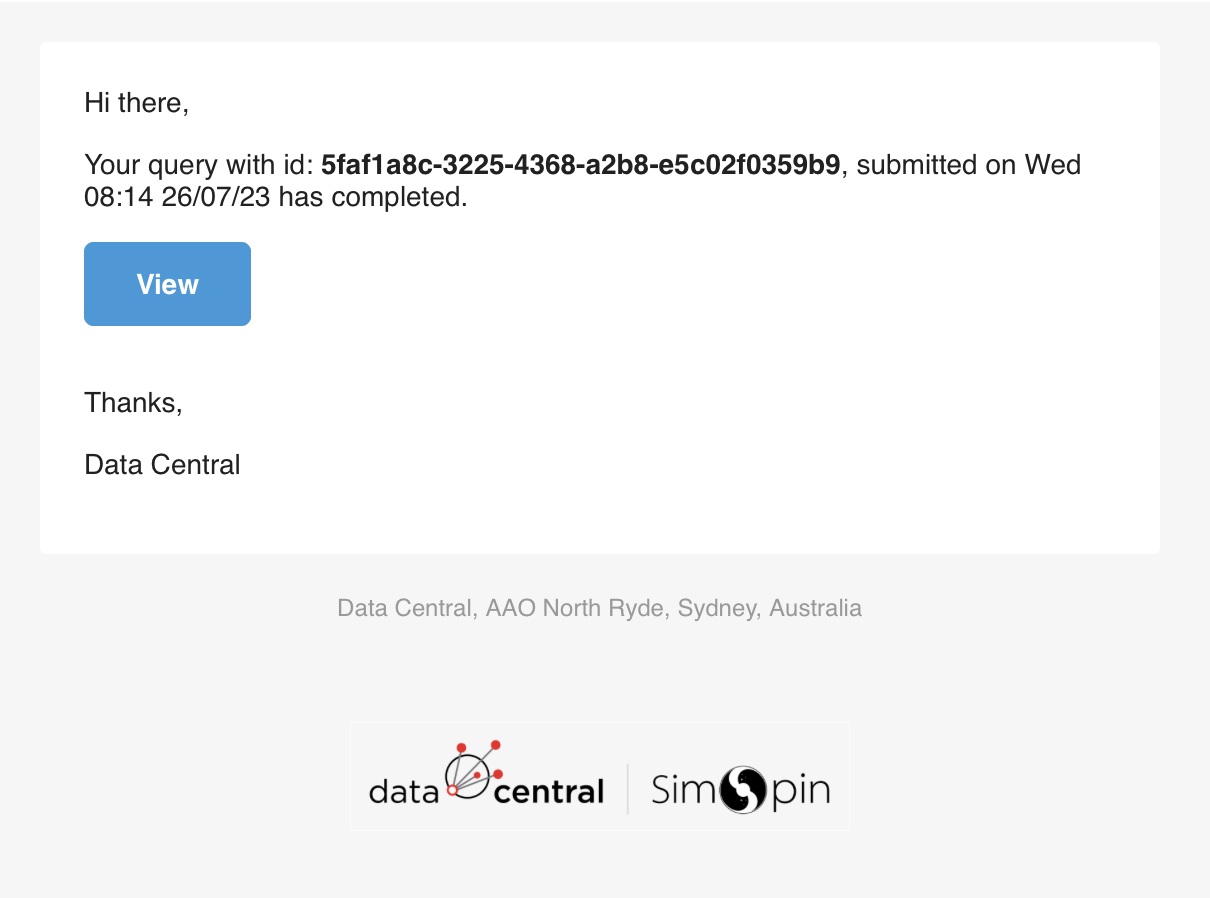 Hi there,
Your query with id: 5faf1a8c-3225-4368-a2b8-e5c02f0359b9, submitted on Wed
08:14 26/07/23 has completed.
View
Thanks,
Data Central
Data Central, AAO North Ryde, Sydney, Australia
data central | SimSpin